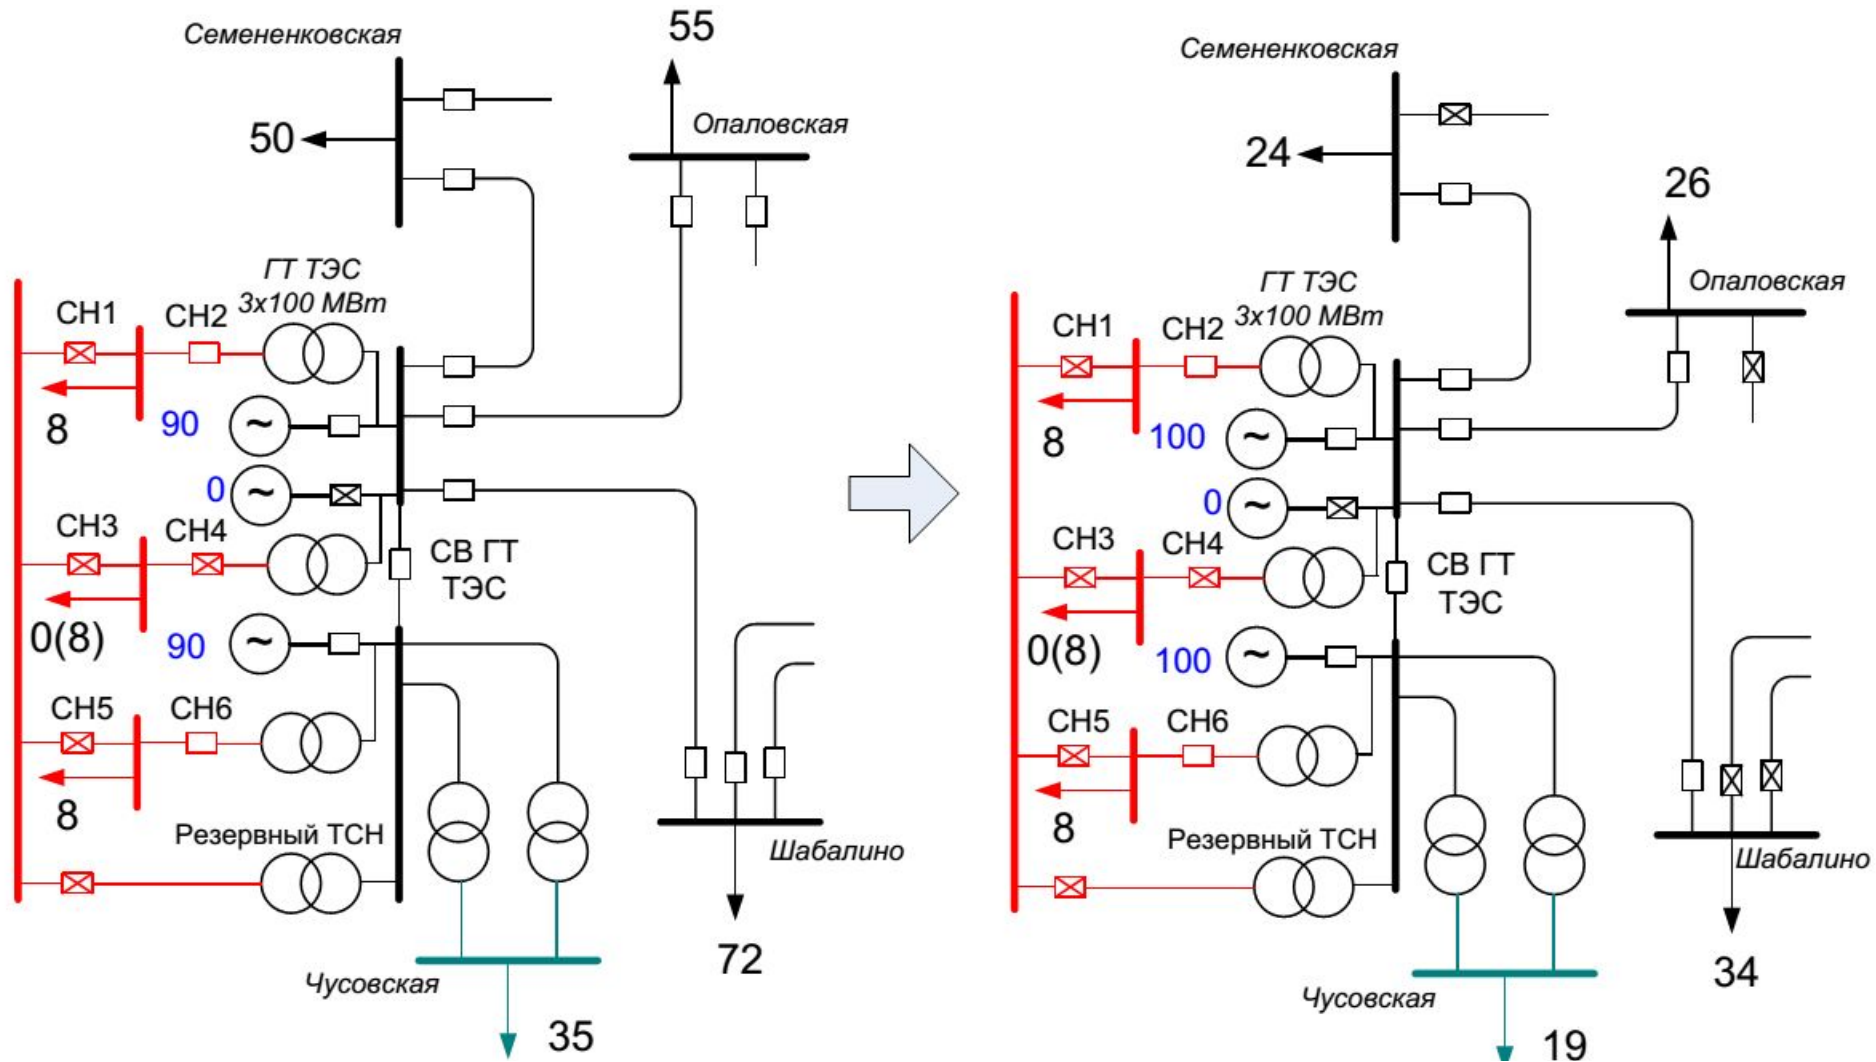 Семененковская
55
50
Опаловская
ГТ ТЭС
3x100 МВт
СН1
СН2
8
90
0
СН3
СН4
СВ ГТ
ТЭС
0(8)
90
СН5
СН6
8
Резервный ТСН
Шабалино
72
Чусовская
35
Семененковская
24
26
Опаловская
ГТ ТЭС
3x100 МВт
СН1
СН2
8
100
0
СН3
СН4
СВ ГТ
ТЭС
0(8)
100
СН5
СН6
8
Резервный ТСН
Шабалино
34
Чусовская
19